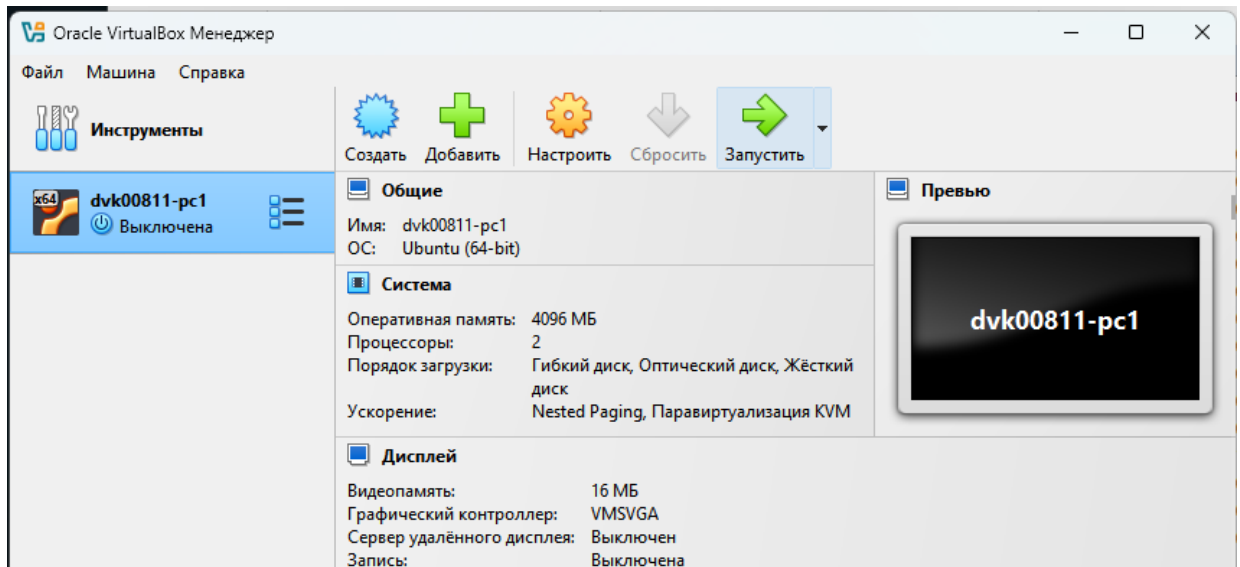 Oracle VirtualBox Менеджер
Файл Машина Справка
Инструменты
Создать Добавить Настроить Сбросить Запустить
x64
dvk00811-pc1
Выключена
Общие
Имя: dvk00811-pc1
ОС: Ubuntu (64-bit)
Система
Оперативная память: 4096 МБ
Процессоры: 2
Порядок загрузки: Гибкий диск, Оптический диск, Жёсткий
диск
Ускорение: Nested Paging, Паравиртуализация KVM
Превью
dvk00811-pc1
Дисплей
Видеопамять: 16 МБ
Графический контроллер: VMSVGA
Сервер удалённого дисплея: Выключен
Запись: Выключена